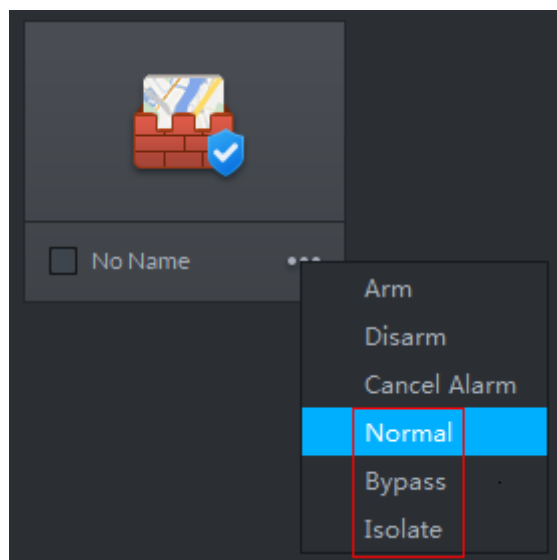 No Name
Arm
Disarm
Cancel Alarm
Normal
Bypass
Isolate